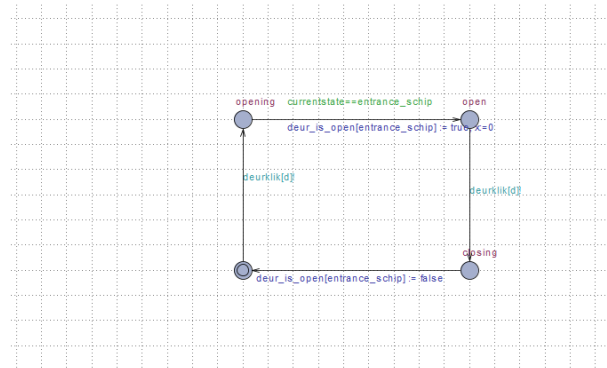 opening currentstate==entrance_schip open
deur_is_open[entrance_schip] := true, x:=0
deurklik[d]!
deurklik[d]!
closing
deur_is_open[entrance_schip] := false